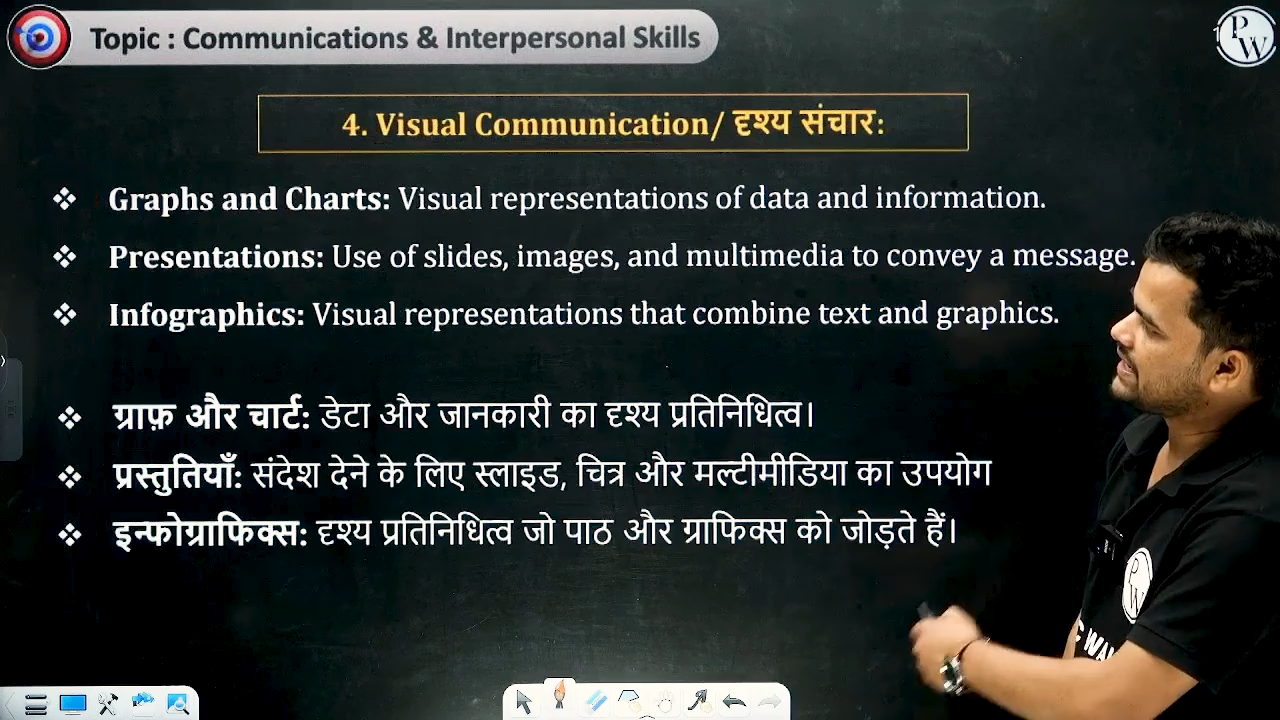 Topic : Communications & Interpersonal Skills
PW
4. Visual Communication/ दृश्य संचार:
❖ Graphs and Charts: Visual representations of data and information.
❖ Presentations: Use of slides, images, and multimedia to convey a message.
❖ Infographics: Visual representations that combine text and graphics.
❖ ग्राफ़ और चार्ट: डेटा और जानकारी का दृश्य प्रतिनिधित्व।
❖ प्रस्तुतियाँ: संदेश देने के लिए स्लाइड, चित्र और मल्टीमीडिया का उपयोग
❖ इन्फोग्राफिक्स: दृश्य प्रतिनिधित्व जो पाठ और ग्राफिक्स को जोड़ते हैं।
PW